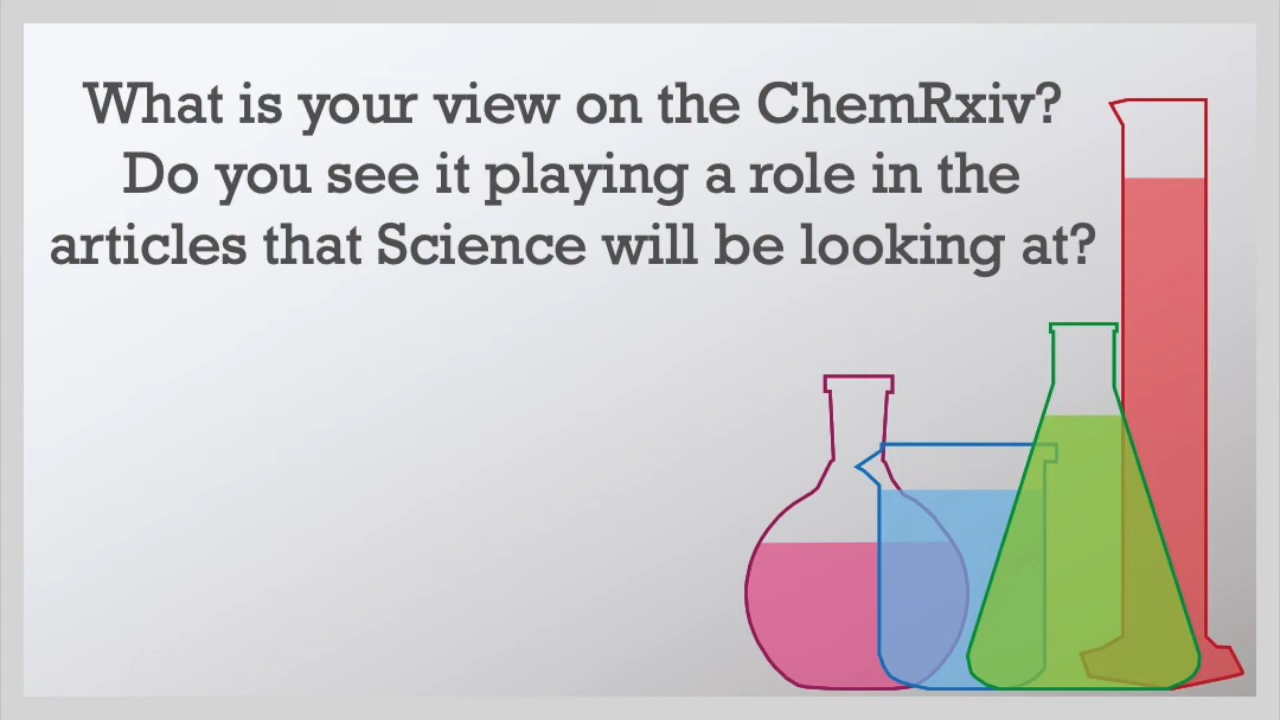 What is your view on the ChemRxiv?
Do you see it playing a role in the
articles that Science will be looking at?